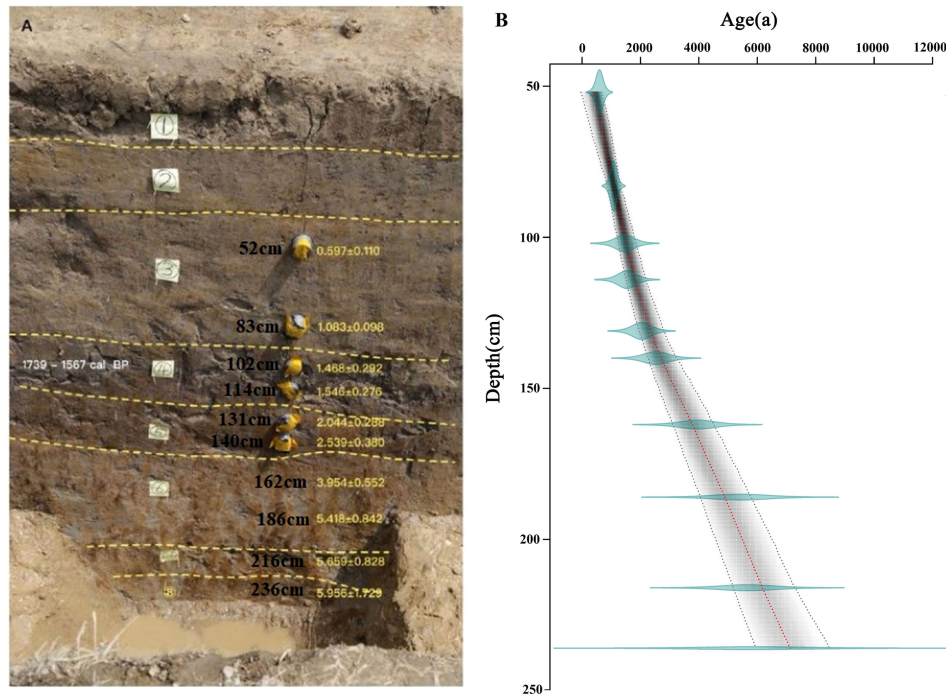 A
①
②
52cm 0.597±0.110
③
83cm 1.083±0.098
1739 – 1567 cal BP
④
102cm 1.468±0.292
114cm 1.546±0.276
131cm 2.044±0.288
140cm 2.539±0.380
162cm 3.954±0.552
186cm 5.418±0.842
216cm 5.659±0.828
236cm 5.956±1.729
B
Age(a)
0 2000 4000 6000 8000 10000 12000
Depth(cm)
50
100
150
200
250